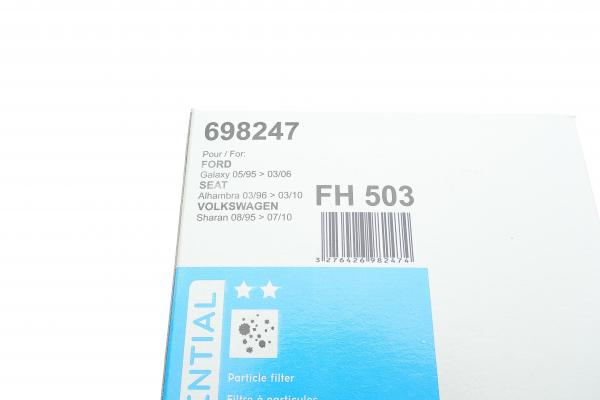 698247
Pour / For:
FORD
Galaxy 05/95 > 03/06
SEAT
Alhambra 03/96 > 03/10
VOLKSWAGEN
Sharan 08/95 > 07/10
FH 503
3 276426 982474
NTIAL
Particle filter
Filtre à particules